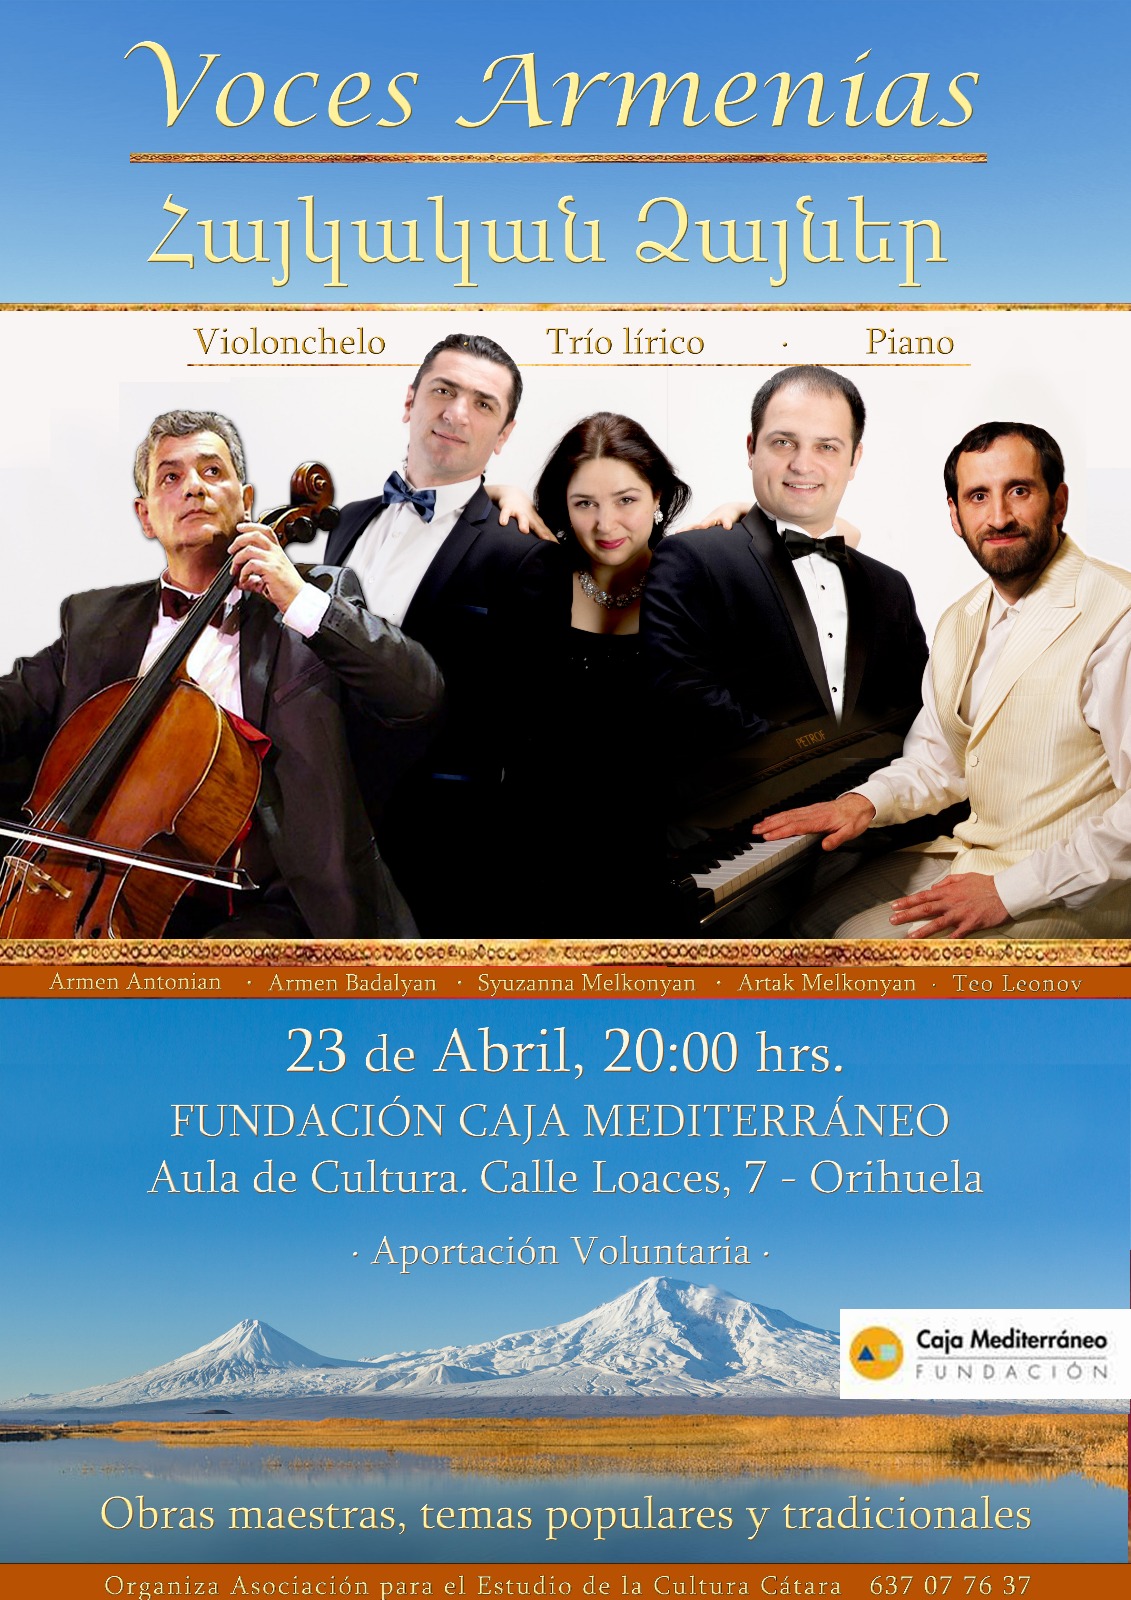 Voces Armenias
Հայկական Ձայներ
Violonchelo · Trío lírico · Piano
PETROF
Armen Antonian · Armen Badalyan · Syuzanna Melkonyan · Artak Melkonyan · Teo Leonov
23 de Abril, 20:00 hrs.
FUNDACIÓN CAJA MEDITERRÁNEO
Aula de Cultura. Calle Loaces, 7 - Orihuela
· Aportación Voluntaria ·
Caja Mediterráneo
FUNDACIÓN
Obras maestras, temas populares y tradicionales
Organiza Asociación para el Estudio de la Cultura Cátara 637 07 76 37